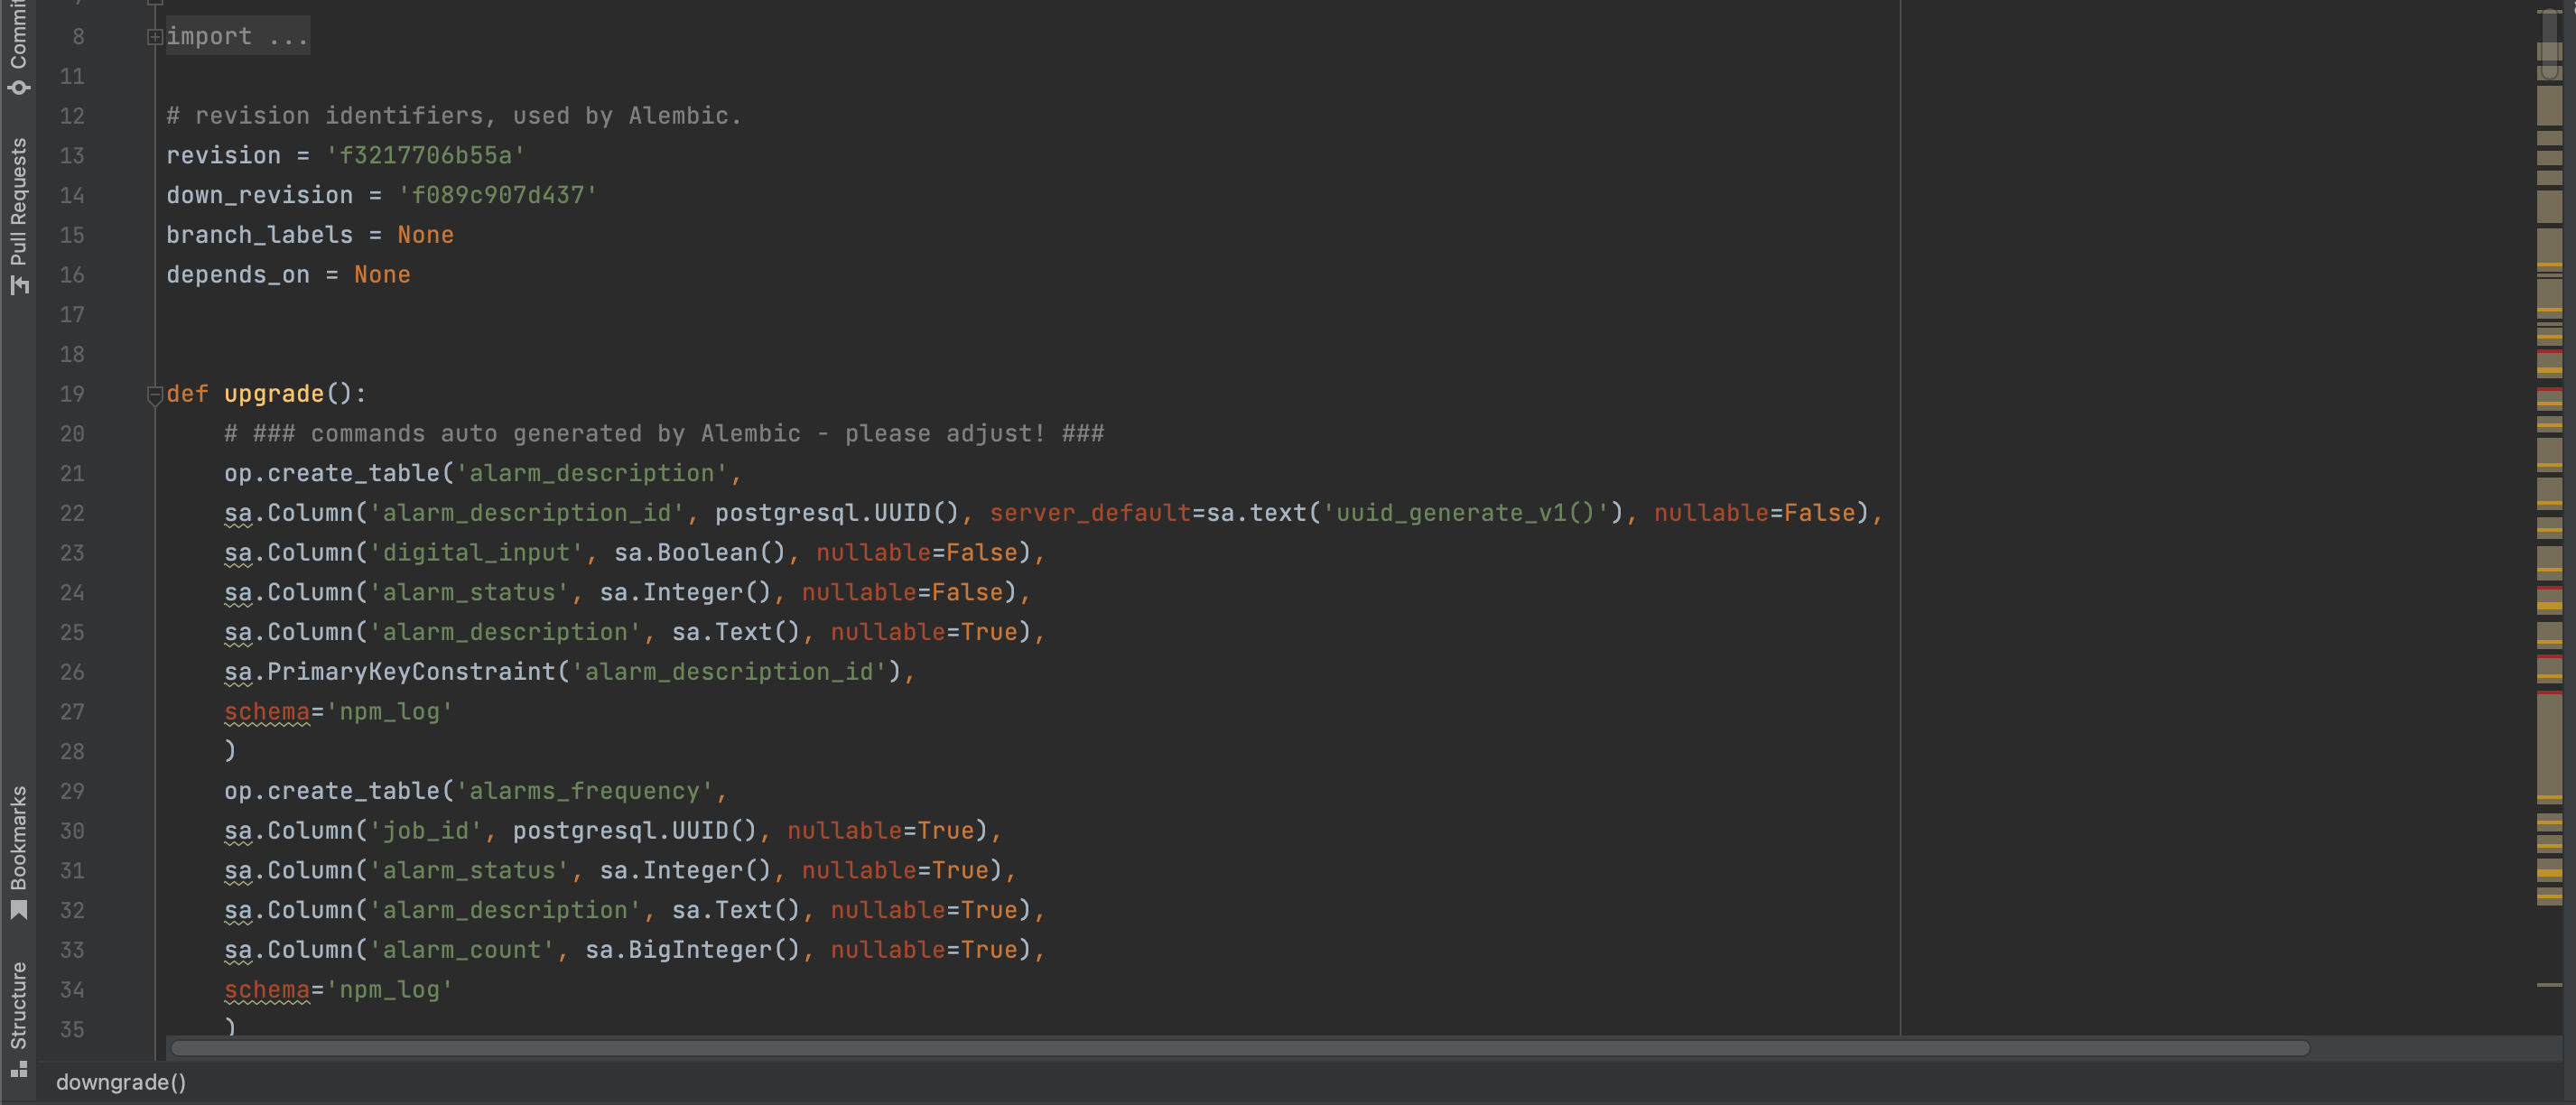 Commit
Pull Requests
Bookmarks
Structure
8 import ...
11
12 # revision identifiers, used by Alembic.
13 revision = 'f3217706b55a'
14 down_revision = 'f089c907d437'
15 branch_labels = None
16 depends_on = None
17
18
19 def upgrade():
20 # ### commands auto generated by Alembic - please adjust! ###
21 op.create_table('alarm_description',
22 sa.Column('alarm_description_id', postgresql.UUID(), server_default=sa.text('uuid_generate_v1()'), nullable=False),
23 sa.Column('digital_input', sa.Boolean(), nullable=False),
24 sa.Column('alarm_status', sa.Integer(), nullable=False),
25 sa.Column('alarm_description', sa.Text(), nullable=True),
26 sa.PrimaryKeyConstraint('alarm_description_id'),
27 schema='npm_log'
28 )
29 op.create_table('alarms_frequency',
30 sa.Column('job_id', postgresql.UUID(), nullable=True),
31 sa.Column('alarm_status', sa.Integer(), nullable=True),
32 sa.Column('alarm_description', sa.Text(), nullable=True),
33 sa.Column('alarm_count', sa.BigInteger(), nullable=True),
34 schema='npm_log'
35 )
downgrade()